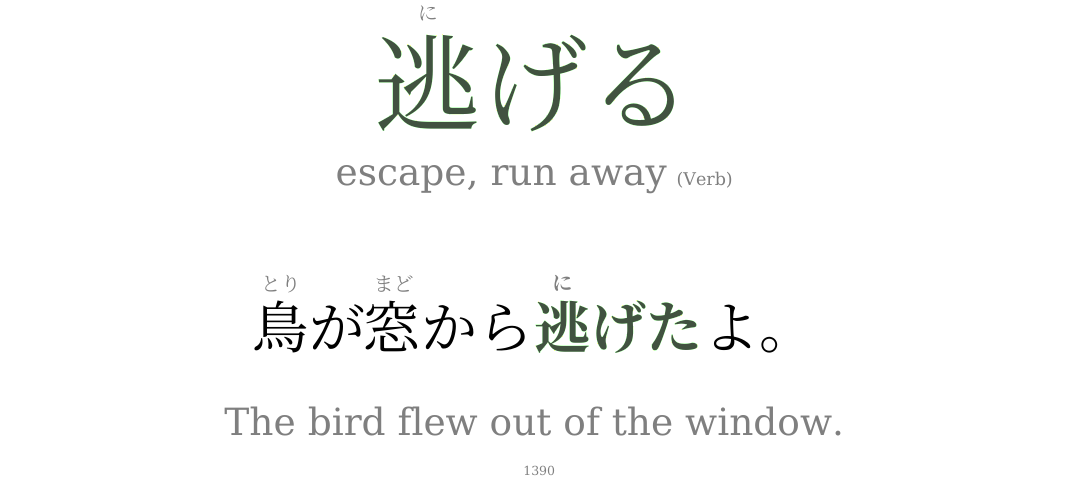 に
逃げる
escape, run away (Verb)
とり まど に
鳥が窓から逃げたよ。
The bird flew out of the window.
1390